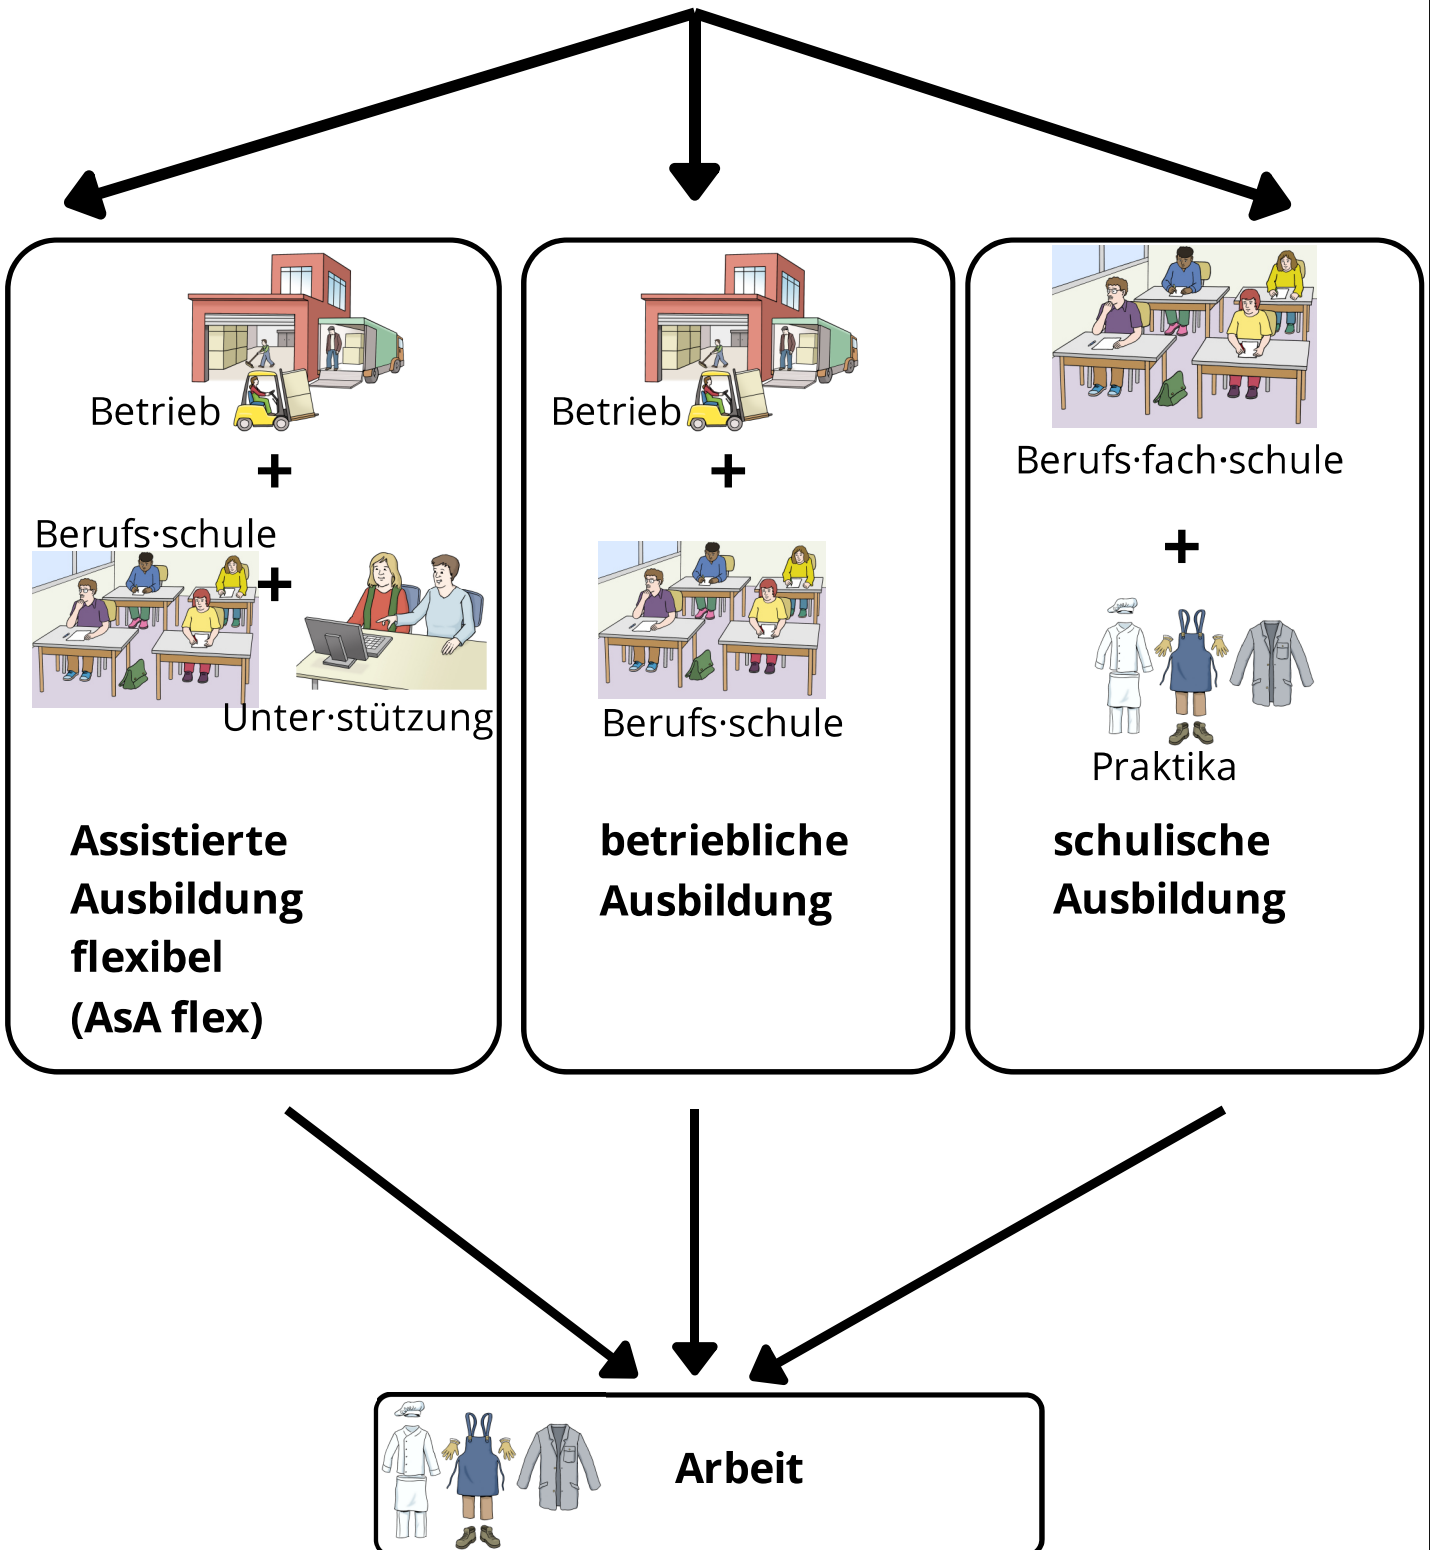 Betrieb
+
Berufs·schule
+
Unter·stützung
Assistierte
Ausbildung
flexibel
(AsA flex)
Betrieb
+
Berufs·schule
betriebliche
Ausbildung
Berufs·fach·schule
+
Praktika
schulische
Ausbildung
Arbeit